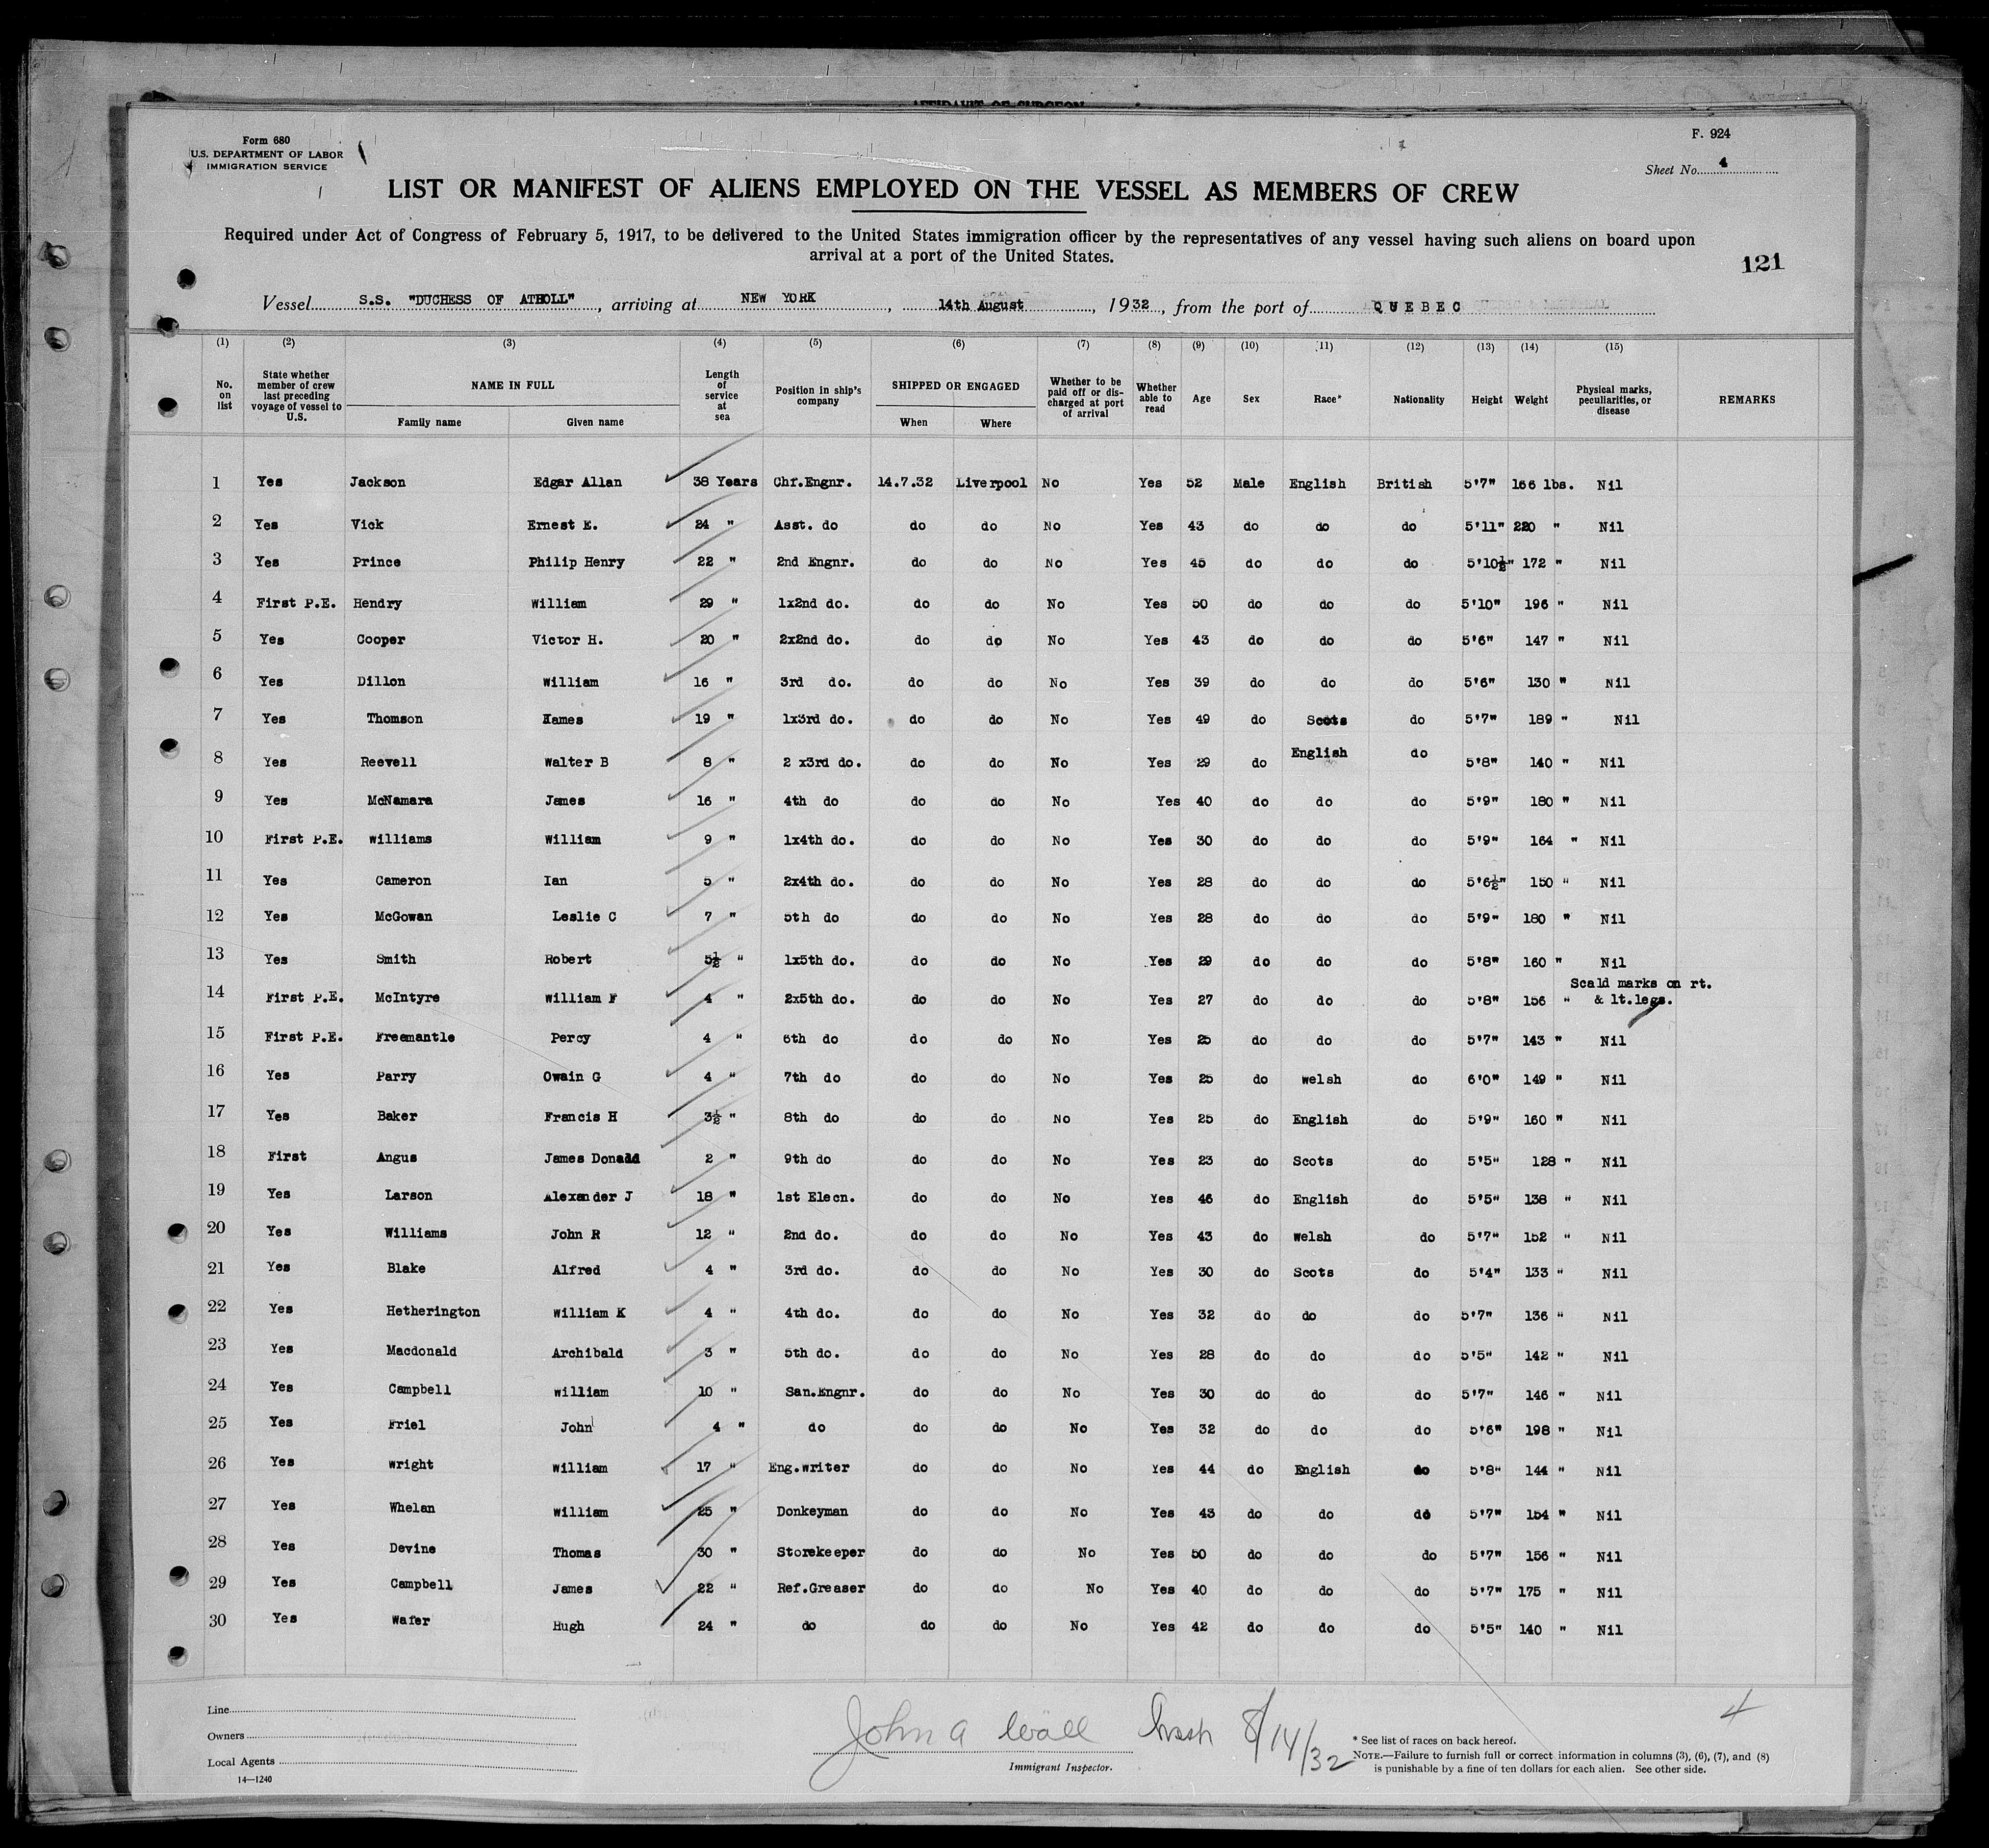 AFFIDAVIT OF SURGEON
Form 680
U.S. DEPARTMENT OF LABOR
IMMIGRATION SERVICE
F. 924
Sheet No. 4
LIST OR MANIFEST OF ALIENS EMPLOYED ON THE VESSEL AS MEMBERS OF CREW
Required under Act of Congress of February 5, 1917, to be delivered to the United States immigration officer by the representatives of any vessel having such aliens on board upon
arrival at a port of the United States.
121
Vessel S.S. "DUCHESS OF ATHOLL", arriving at NEW YORK, 14th August, 1932, from the port of QUEBEC
(1) (2) (3) (4) (5) (6) (7) (8) (9) (10) (11) (12) (13) (14) (15)
No. on list
State whether member of crew last preceding voyage of vessel to U.S.
NAME IN FULL
Family name
Given name
Length of service at sea
Position in ship's company
SHIPPED OR ENGAGED
When
Where
Whether to be paid off or discharged at port of arrival
Whether able to read
Age
Sex
Race*
Nationality
Height
Weight
Physical marks, peculiarities, or disease
REMARKS
1 Yes Jackson Edgar Allan 38 Years Chf.Engnr. 14.7.32 Liverpool No Yes 52 Male English British 5'7" 166 lbs. Nil
2 Yes Vick Ernest E. 24 " Asst. do do do No Yes 43 do do do 5'11" 220 " Nil
3 Yes Prince Philip Henry 22 " 2nd Engnr. do do No Yes 45 do do do 5'10½" 172 " Nil
4 First P.E. Hendry William 29 " 1x2nd do. do do No Yes 50 do do do 5'10" 196 " Nil
5 Yes Cooper Victor H. 20 " 2x2nd do. do do No Yes 43 do do do 5'6" 147 " Nil
6 Yes Dillon William 16 " 3rd do. do do No Yes 39 do do do 5'6" 130 " Nil
7 Yes Thomson Hames 19 " 1x3rd do. do do No Yes 49 do Scots do 5'7" 189 " Nil
8 Yes Reevell Walter B 8 " 2 x3rd do. do do No Yes 29 do English do 5'8" 140 " Nil
9 Yes McNamara James 16 " 4th do do do No Yes 40 do do do 5'9" 180 " Nil
10 First P.E. Williams William 9 " 1x4th do. do do No Yes 30 do do do 5'9" 164 " Nil
11 Yes Cameron Ian 5 " 2x4th do. do do No Yes 28 do do do 5'6½" 150 " Nil
12 Yes McGowan Leslie C 7 " 5th do do do No Yes 28 do do do 5'9" 180 " Nil
13 Yes Smith Robert 5½ " 1x5th do. do do No Yes 29 do do do 5'8" 160 " Nil
14 First P.E. McIntyre William F 4 " 2x5th do. do do No Yes 27 do do do 5'8" 156 " Scald marks on rt. & lt.legs.
15 First P.E. Freemantle Percy 4 " 6th do do do No Yes 25 do do do 5'7" 143 " Nil
16 Yes Parry Owain G 4 " 7th do do do No Yes 25 do Welsh do 6'0" 149 " Nil
17 Yes Baker Francis H 3½ " 8th do do do No Yes 25 do English do 5'9" 160 " Nil
18 First Angus James Donald 2 " 9th do do do No Yes 23 do Scots do 5'5" 128 " Nil
19 Yes Larson Alexander J 18 " 1st Elecn. do do No Yes 46 do English do 5'5" 138 " Nil
20 Yes Williams John R 12 " 2nd do. do do No Yes 43 do Welsh do 5'7" 152 " Nil
21 Yes Blake Alfred 4 " 3rd do. do do No Yes 30 do Scots do 5'4" 133 " Nil
22 Yes Hetherington William K 4 " 4th do. do do No Yes 32 do do do 5'7" 136 " Nil
23 Yes Macdonald Archibald 3 " 5th do. do do No Yes 28 do do do 5'5" 142 " Nil
24 Yes Campbell William 10 " San.Engnr. do do No Yes 30 do do do 5'7" 146 " Nil
25 Yes Friel John 4 " do do do No Yes 32 do do do 5'6" 198 " Nil
26 Yes Wright William 17 " Eng.writer do do No Yes 44 do English do 5'8" 144 " Nil
27 Yes Whelan William 25 " Donkeyman do do No Yes 43 do do do 5'7" 154 " Nil
28 Yes Devine Thomas 30 " Storekeeper do do No Yes 50 do do do 5'7" 156 " Nil
29 Yes Campbell James 22 " Ref.Greaser do do No Yes 40 do do do 5'7" 175 " Nil
30 Yes Wafer Hugh 24 " do do do No Yes 42 do do do 5'5" 140 " Nil
Line
Owners
Local Agents
14—1240
John A Wall 8/14/32
Immigrant Inspector.
4
* See list of races on back hereof.
NOTE.—Failure to furnish full or correct information in columns (3), (6), (7), and (8)
is punishable by a fine of ten dollars for each alien. See other side.